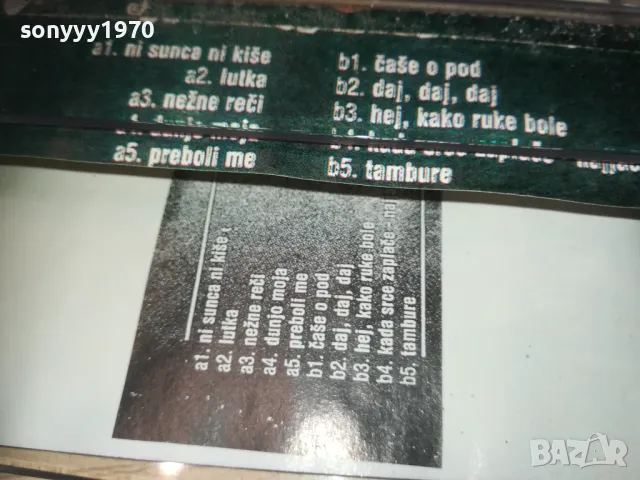 sonyyy1970
a1. ni sunca ni kiše
a2. lutka
a3. nežne reči
a5. preboli me
b1. čaše o pod
b2. daj, daj, daj
b3. hej, kako ruke bole
b5. tambure
a1. ni sunca ni kiše
a2. lutka
a3. nežne reči
a4. dunjo moja
a5. preboli me
b1. čaše o pod
b2. daj, daj, daj
b3. hej, kako ruke bole
b4. kada srce zaplače - naj
b5. tambure
BAZAR
bg